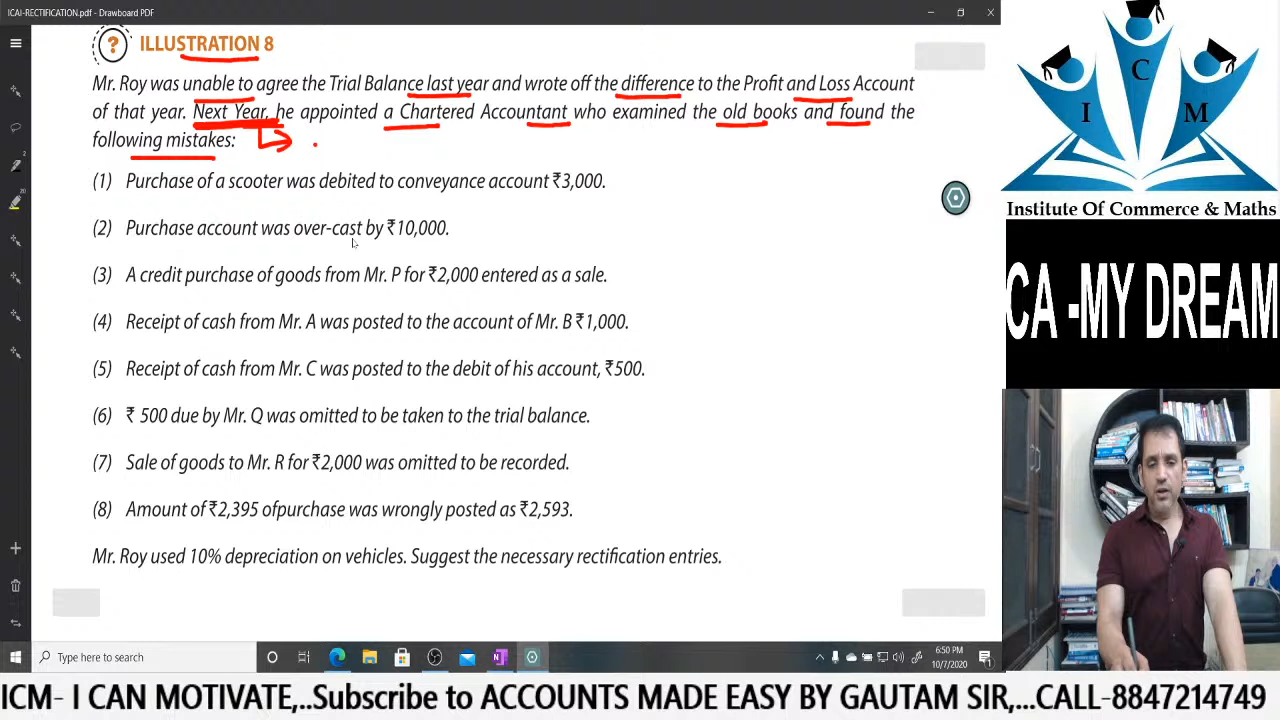 ICAI-RECTIFICATION.pdf - Drawboard PDF
? ILLUSTRATION 8
Mr. Roy was unable to agree the Trial Balance last year and wrote off the difference to the Profit and Loss Account
of that year. Next Year, he appointed a Chartered Accountant who examined the old books and found the
following mistakes:
(1) Purchase of a scooter was debited to conveyance account ₹3,000.
(2) Purchase account was over-cast by ₹10,000.
(3) A credit purchase of goods from Mr. P for ₹2,000 entered as a sale.
(4) Receipt of cash from Mr. A was posted to the account of Mr. B ₹1,000.
(5) Receipt of cash from Mr. C was posted to the debit of his account, ₹500.
(6) ₹ 500 due by Mr. Q was omitted to be taken to the trial balance.
(7) Sale of goods to Mr. R for ₹2,000 was omitted to be recorded.
(8) Amount of ₹2,395 ofpurchase was wrongly posted as ₹2,593.
Mr. Roy used 10% depreciation on vehicles. Suggest the necessary rectification entries.
I C M
Institute Of Commerce & Maths
CA -MY DREAM
Type here to search
6:50 PM
10/7/2020
ICM- I CAN MOTIVATE,..Subscribe to ACCOUNTS MADE EASY BY GAUTAM SIR,...CALL-8847214749